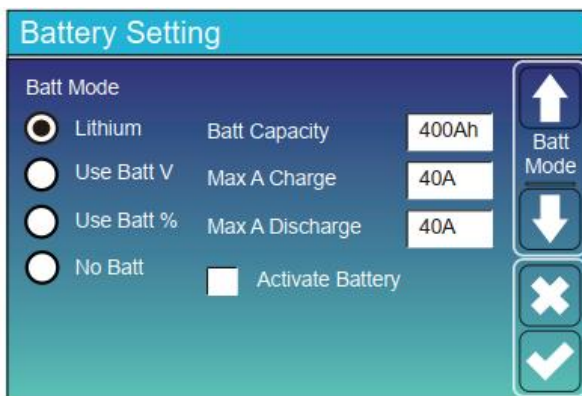 Battery Setting
Batt Mode
Lithium
Batt Capacity 400Ah
Use Batt V
Max A Charge 40A
Use Batt %
Max A Discharge 40A
No Batt
Activate Battery
Batt
Mode